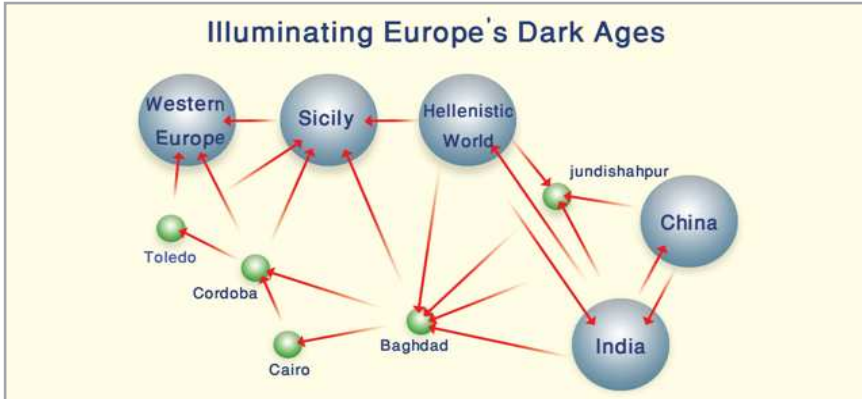 Illuminating Europe's Dark Ages
Western
Europe
Sicily
Hellenistic
World
jundishahpur
China
Toledo
Cordoba
Cairo
Baghdad
India